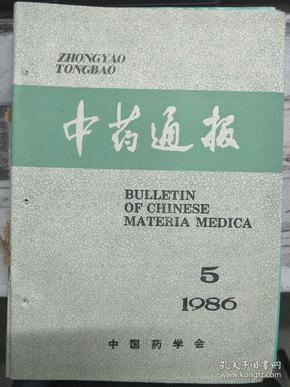 ZHONGYAO
TONGBAO
中药通报
BULLETIN
OF CHINESE
MATERIA MEDICA
5
1986
中国药学会